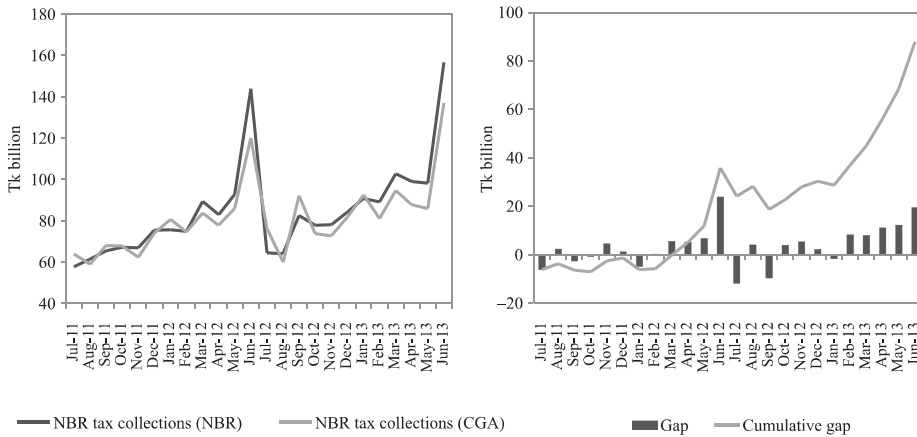 180
160
140
120
100
80
60
40
Tk billion
Jul-11
Aug-11
Sep-11
Oct-11
Nov-11
Dec-11
Jan-12
Feb-12
Mar-12
Apr-12
May-12
Jun-12
Jul-12
Aug-12
Sep-12
Oct-12
Nov-12
Dec-12
Jan-13
Feb-13
Mar-13
Apr-13
May-13
Jun-13
NBR tax collections (NBR)
NBR tax collections (CGA)
100
80
60
40
20
0
–20
Tk billion
Jul-11
Aug-11
Sep-11
Oct-11
Nov-11
Dec-11
Jan-12
Feb-12
Mar-12
Apr-12
May-12
Jun-12
Jul-12
Aug-12
Sep-12
Oct-12
Nov-12
Dec-12
Jan-13
Feb-13
Mar-13
Apr-13
May-13
Jun-13
Gap
Cumulative gap